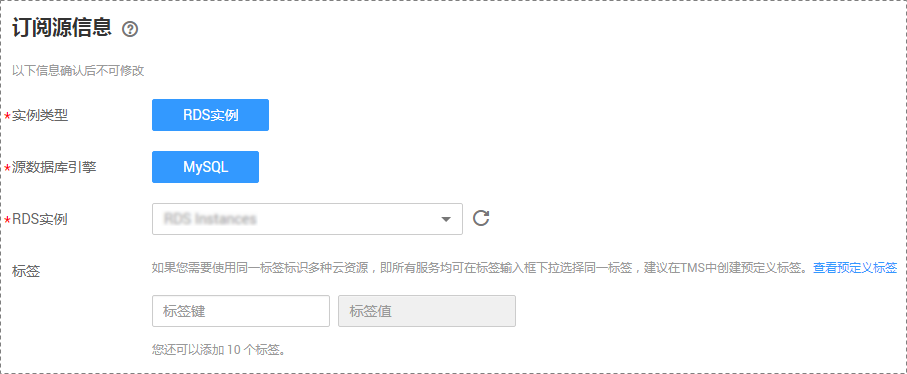 订阅源信息 ?
以下信息确认后不可修改
*实例类型 RDS实例
*源数据库引擎 MySQL
*RDS实例 RDS Instances
标签 如果您需要使用同一标签标识多种云资源，即所有服务均可在标签输入框下拉选择同一标签，建议在TMS中创建预定义标签。查看预定义标签
标签键 标签值
您还可以添加 10 个标签。